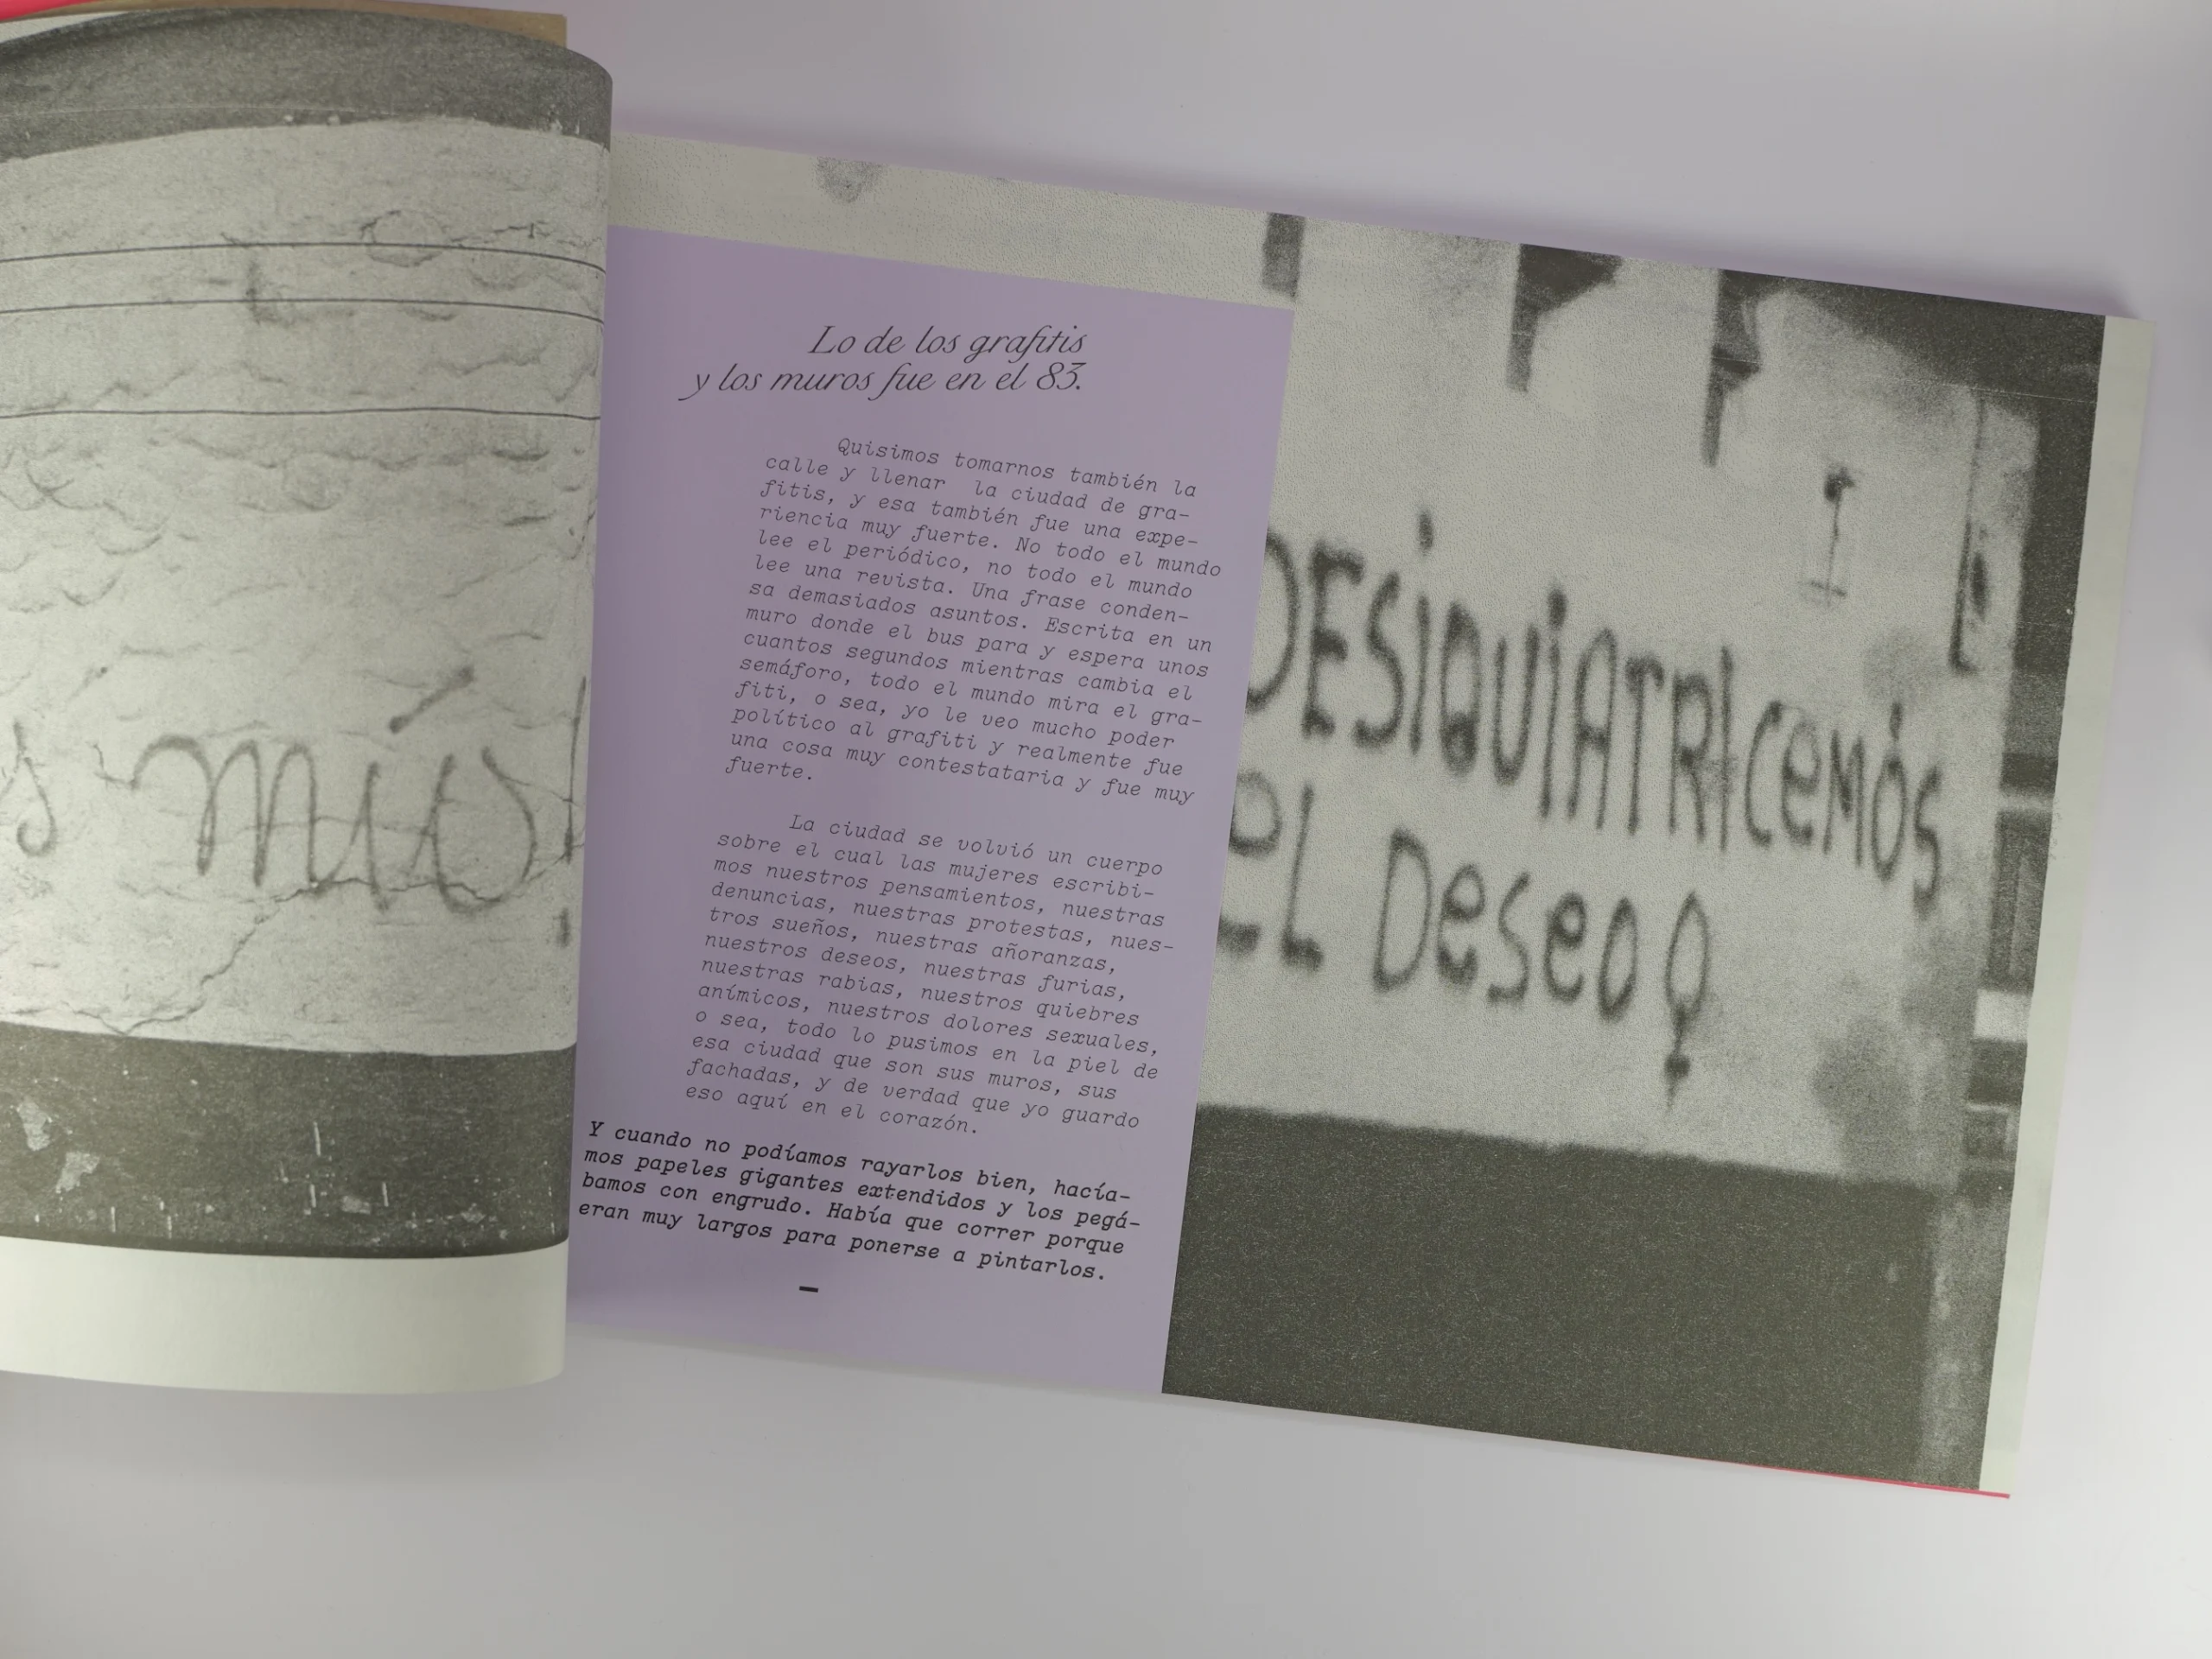 mío!
Lo de los grafitis
y los muros fue en el 83.
Quisimos tomarnos también la
calle y llenar la ciudad de gra-
fitis, y esa también fue una expe-
riencia muy fuerte. No todo el mundo
lee el periódico, no todo el mundo
lee una revista. Una frase conden-
sa demasiados asuntos. Escrita en un
muro donde el bus para y espera unos
cuantos segundos mientras cambia el
semáforo, todo el mundo mira el gra-
fiti, o sea, yo le veo mucho poder
político al grafiti y realmente fue
una cosa muy contestataria y fue muy
fuerte.
La ciudad se volvió un cuerpo
sobre el cual las mujeres escribi-
mos nuestros pensamientos, nuestras
denuncias, nuestras protestas, nues-
tros sueños, nuestras añoranzas,
nuestros deseos, nuestras furias,
nuestras rabias, nuestros quiebres
anímicos, nuestros dolores sexuales,
o sea, todo lo pusimos en la piel de
esa ciudad que son sus muros, sus
fachadas, y de verdad que yo guardo
eso aquí en el corazón.
Y cuando no podíamos rayarlos bien, hacía-
mos papeles gigantes extendidos y los pegá-
bamos con engrudo. Había que correr porque
eran muy largos para ponerse a pintarlos.
DESIQUIATRICEMOS
EL DESEO